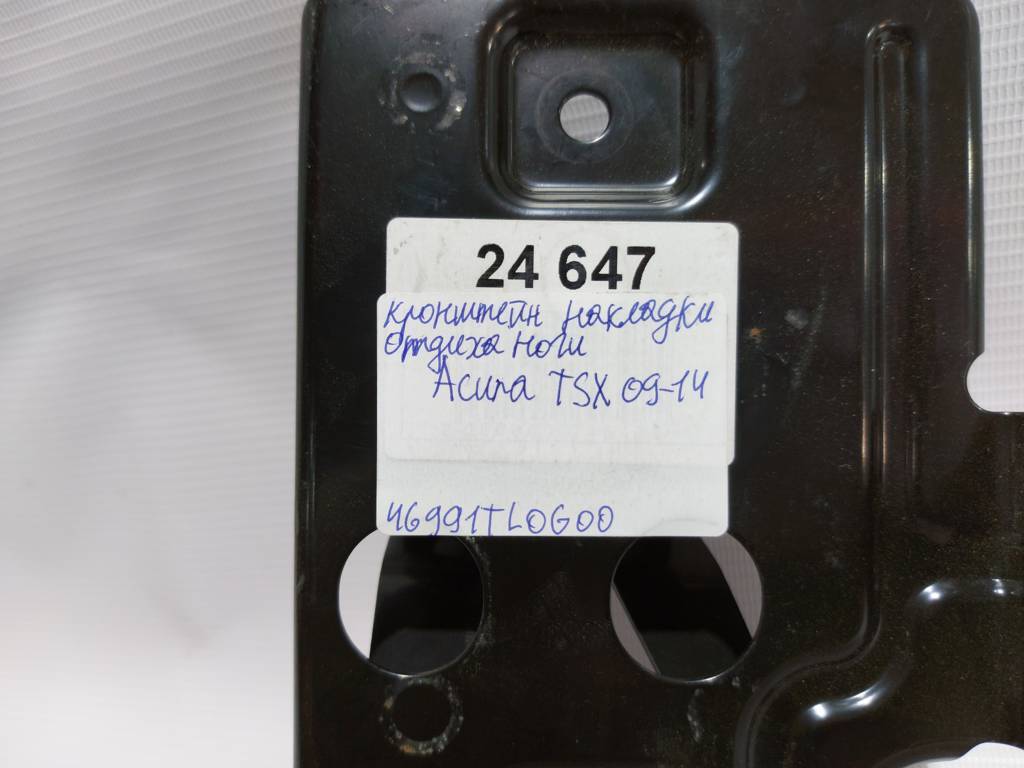 24 647
кронштейн накладки
отдыха ноги
Acura TSX 09-14
46991TL0G00